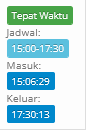 Tepat Waktu
Jadwal:
15:00-17:30
Masuk:
15:06:29
Keluar:
17:30:13